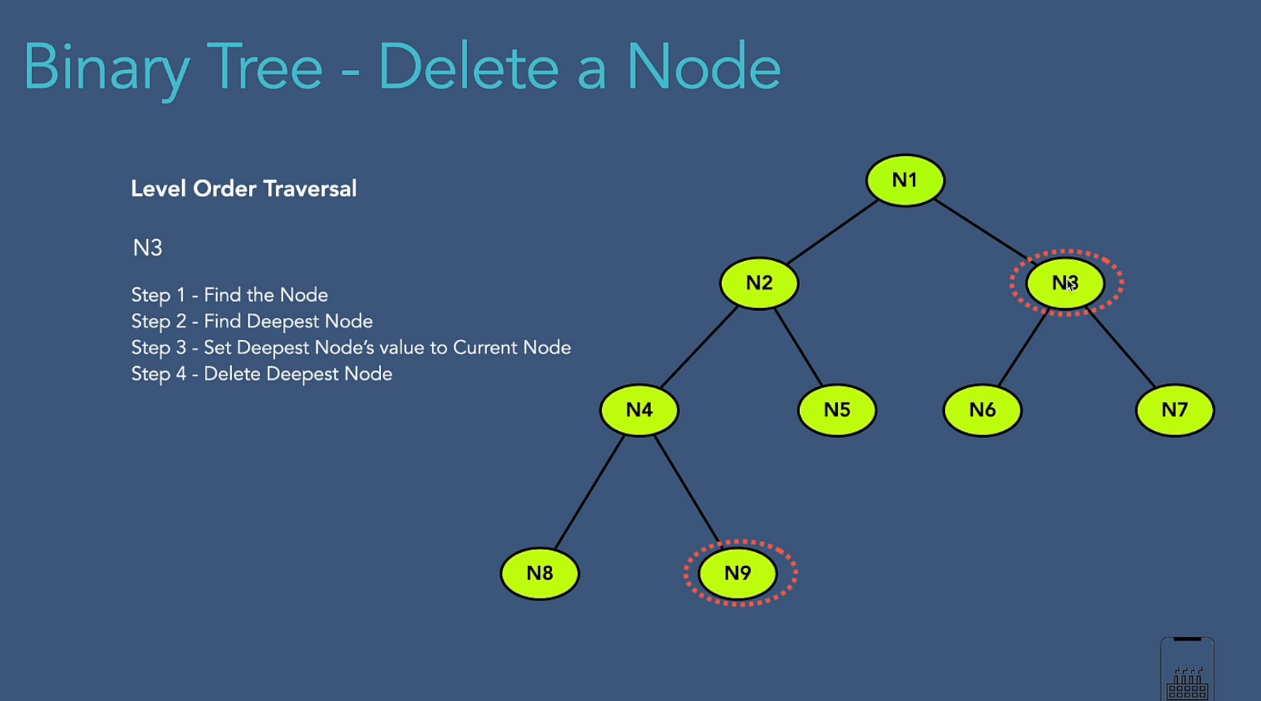 Binary Tree - Delete a Node
Level Order Traversal
N3
Step 1 - Find the Node
Step 2 - Find Deepest Node
Step 3 - Set Deepest Node's value to Current Node
Step 4 - Delete Deepest Node
N1
N2
N3
N4
N5
N6
N7
N8
N9